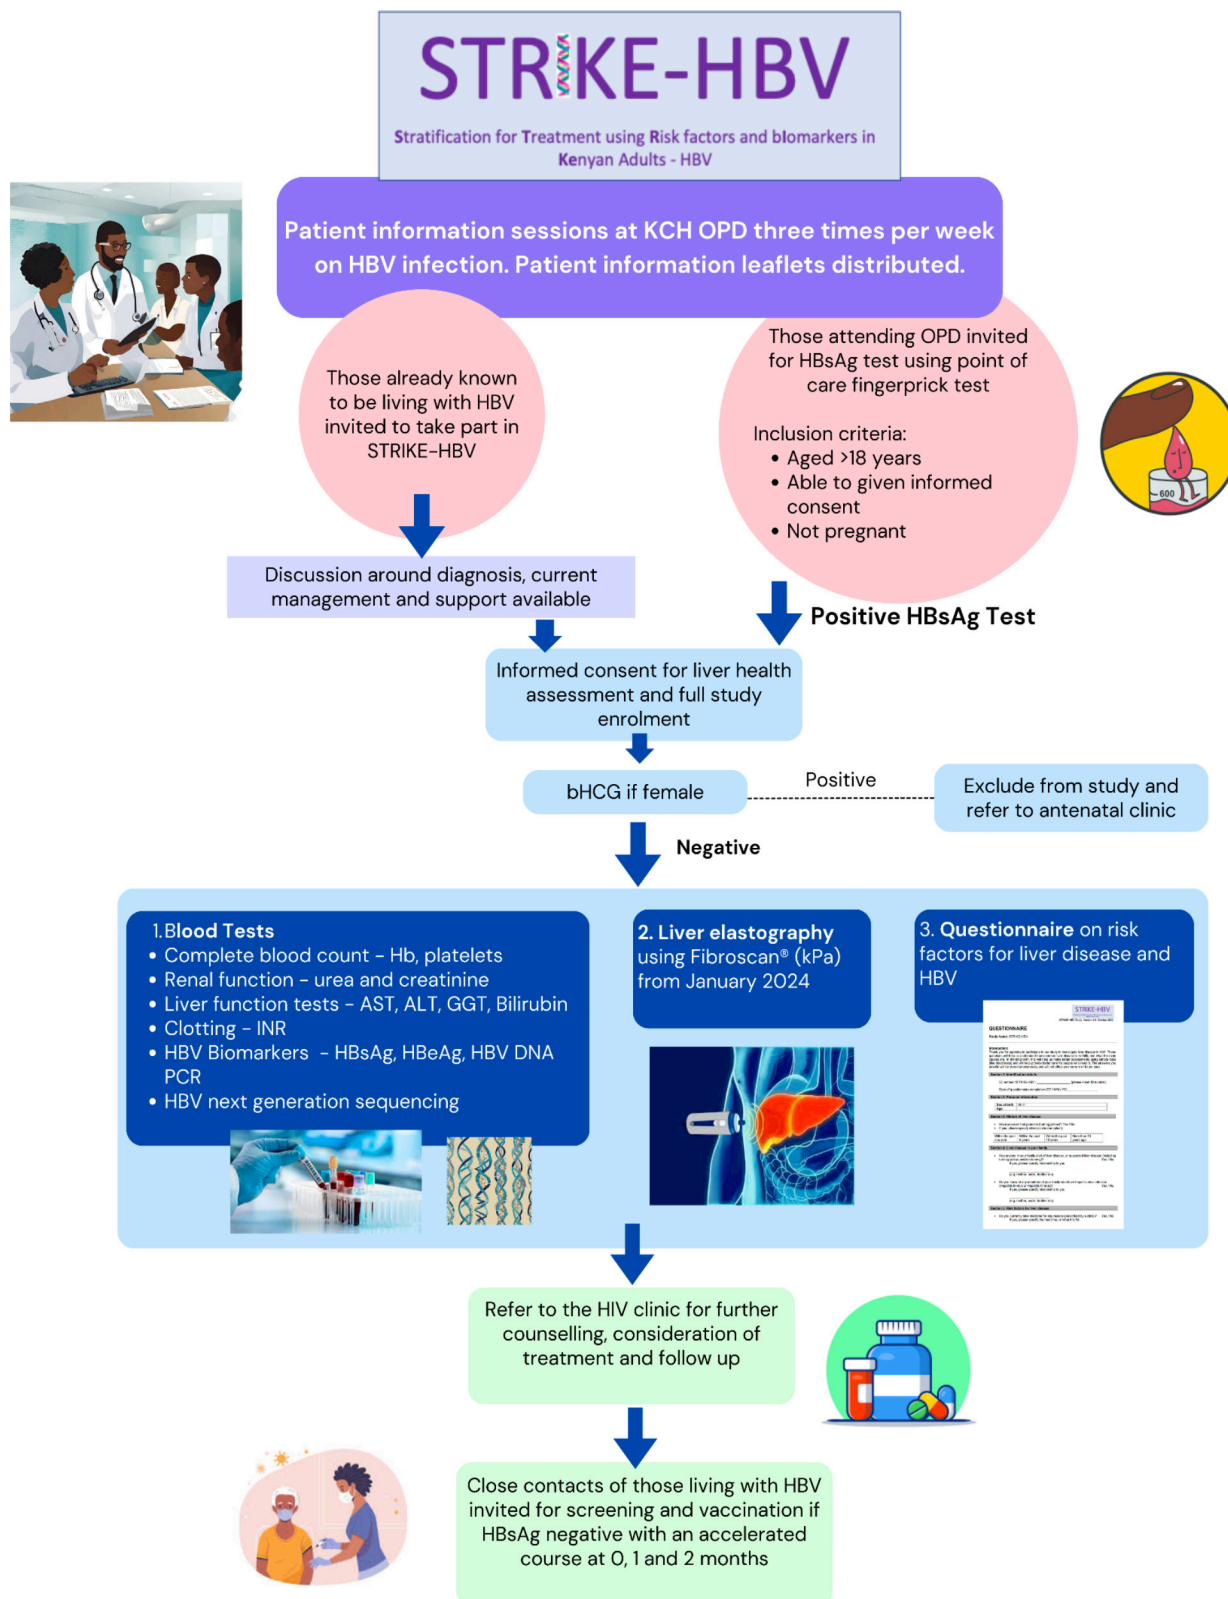 STRIKE-HBV
Stratification for Treatment using Risk factors and bIomarkers in
Kenyan Adults - HBV
Patient information sessions at KCH OPD three times per week
on HBV infection. Patient information leaflets distributed.
Those already known
to be living with HBV
invited to take part in
STRIKE-HBV
Those attending OPD invited
for HBsAg test using point of
care fingerprick test
Inclusion criteria:
• Aged >18 years
• Able to given informed
consent
• Not pregnant
600
Discussion around diagnosis, current
management and support available
Positive HBsAg Test
Informed consent for liver health
assessment and full study
enrolment
bHCG if female
Positive
Exclude from study and
refer to antenatal clinic
Negative
1.Blood Tests
• Complete blood count – Hb, platelets
• Renal function – urea and creatinine
• Liver function tests – AST, ALT, GGT, Bilirubin
• Clotting – INR
• HBV Biomarkers – HBsAg, HBeAg, HBV DNA
PCR
• HBV next generation sequencing
2. Liver elastography
using Fibroscan® (kPa)
from January 2024
3. Questionnaire on risk
factors for liver disease and
HBV
STRIKE-HBV
QUESTIONNAIRE
Refer to the HIV clinic for further
counselling, consideration of
treatment and follow up
Close contacts of those living with HBV
invited for screening and vaccination if
HBsAg negative with an accelerated
course at 0, 1 and 2 months